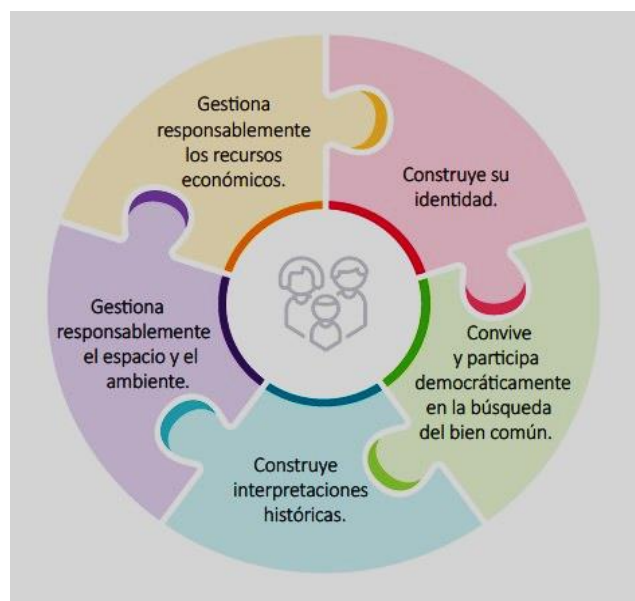 Gestiona
responsablemente
los recursos
económicos.
Construye su
identidad.
Gestiona
responsablemente
el espacio y el
ambiente.
Convive
y participa
democráticamente
en la búsqueda
del bien común.
Construye
interpretaciones
históricas.